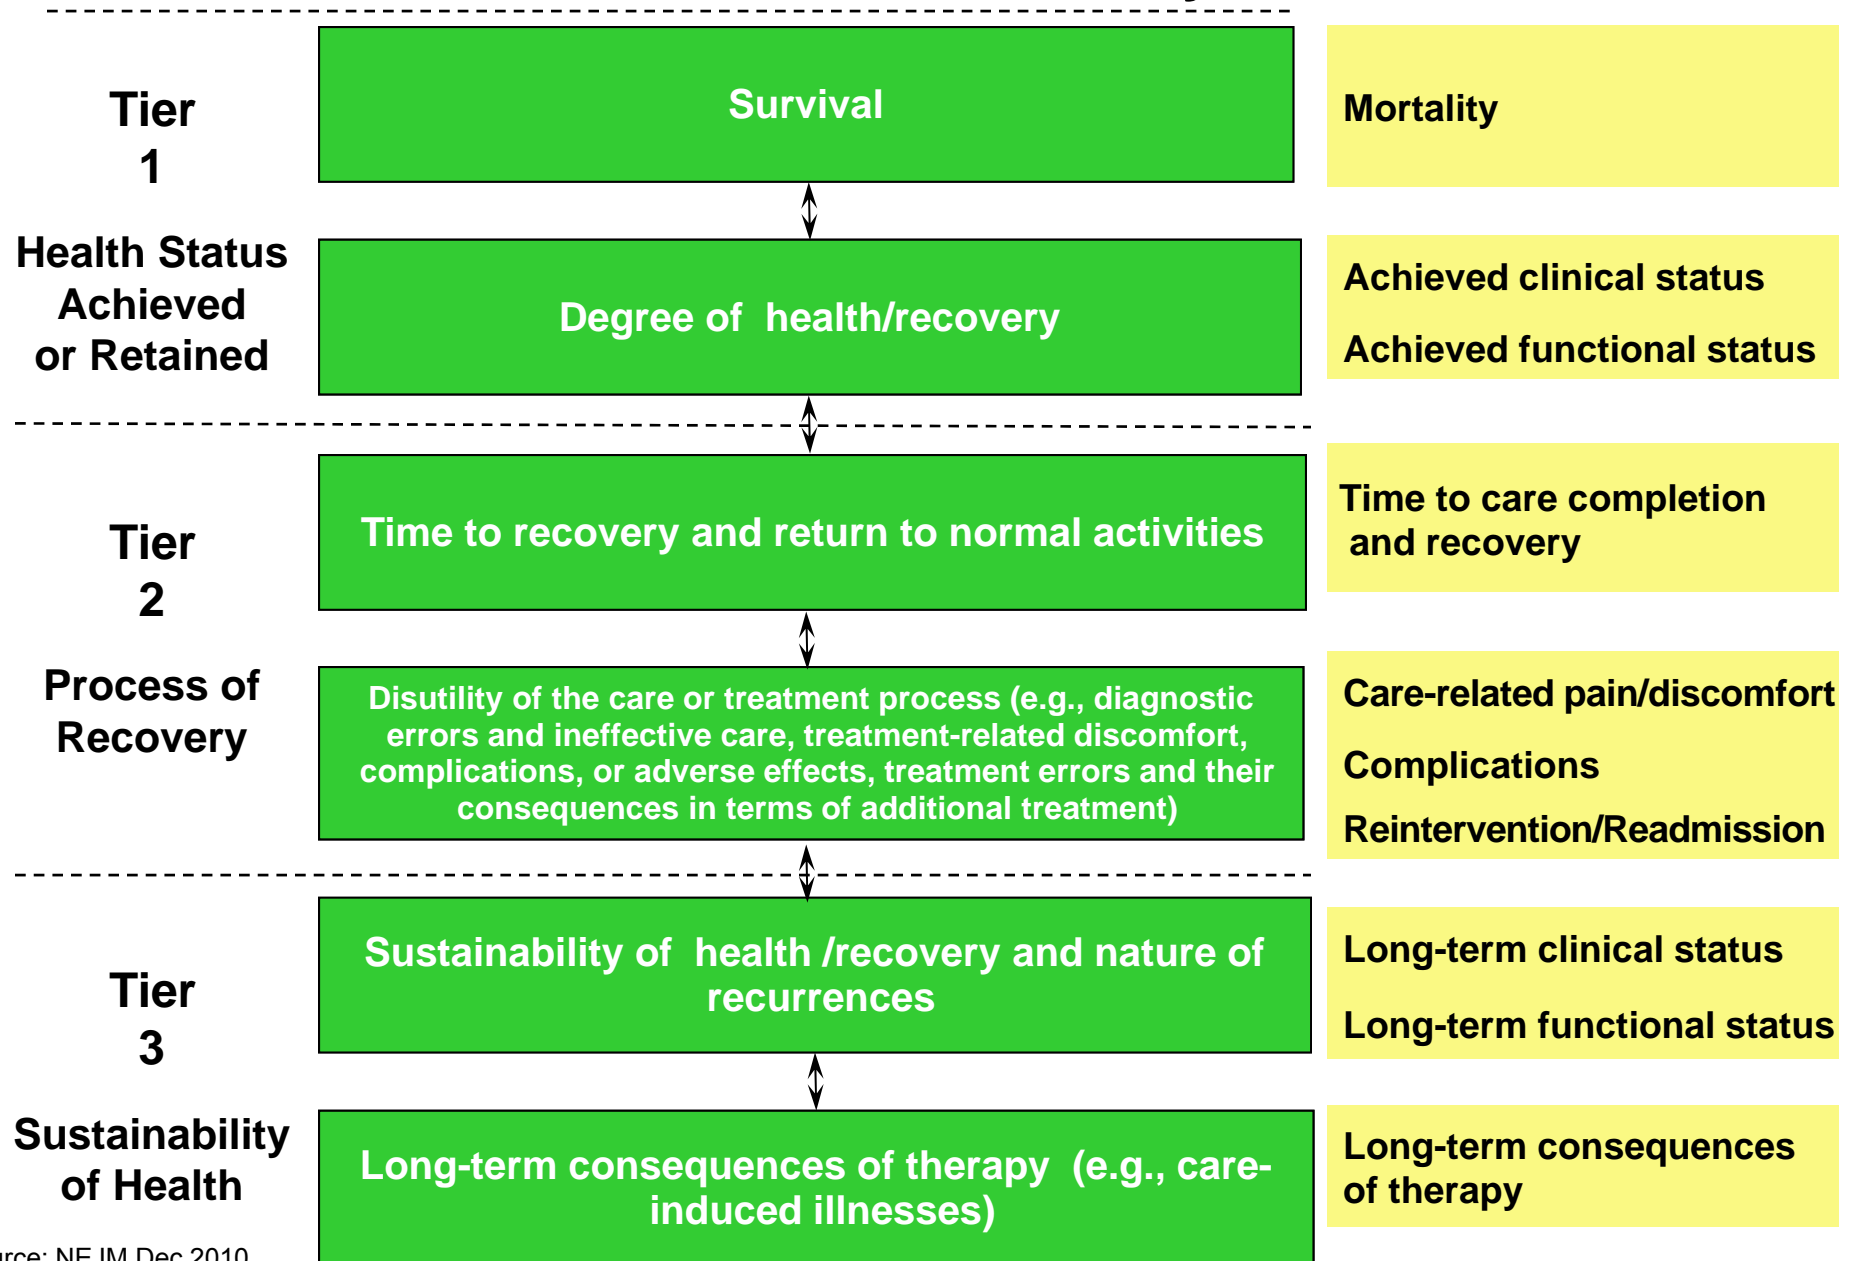 Tier
1
Survival
Mortality
Health Status
Achieved
or Retained
Degree of health/recovery
Achieved clinical status
Achieved functional status
Tier
2
Time to recovery and return to normal activities
Time to care completion
and recovery
Process of
Recovery
Disutility of the care or treatment process (e.g., diagnostic
errors and ineffective care, treatment-related discomfort,
complications, or adverse effects, treatment errors and their
consequences in terms of additional treatment)
Care-related pain/discomfort
Complications
Reintervention/Readmission
Tier
3
Sustainability of health /recovery and nature of
recurrences
Long-term clinical status
Long-term functional status
Sustainability
of Health
Long-term consequences of therapy (e.g., care-
induced illnesses)
Long-term consequences
of therapy
NEJM Dec 2010